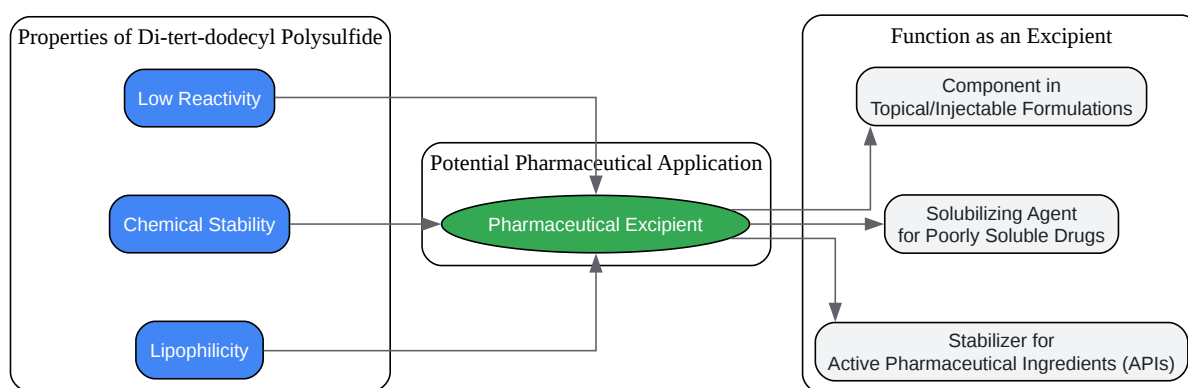 Properties of Di-tert-dodecyl Polysulfide
Low Reactivity
Chemical Stability
Lipophilicity
Potential Pharmaceutical Application
Pharmaceutical Excipient
Function as an Excipient
Component in
Topical/Injectable Formulations
Solubilizing Agent
for Poorly Soluble Drugs
Stabilizer for
Active Pharmaceutical Ingredients (APIs)